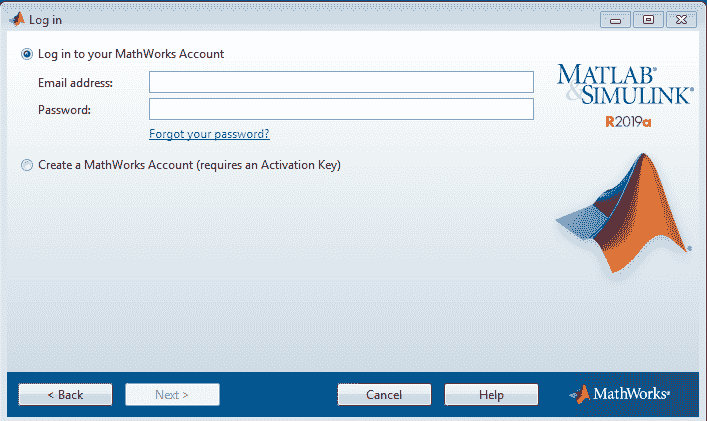 Log in
Log in to your MathWorks Account
Email address:
Password:
Forgot your password?
Create a MathWorks Account (requires an Activation Key)
MATLAB®
&SIMULINK®
R2019a
®
< Back
Next >
Cancel
Help
MathWorks®